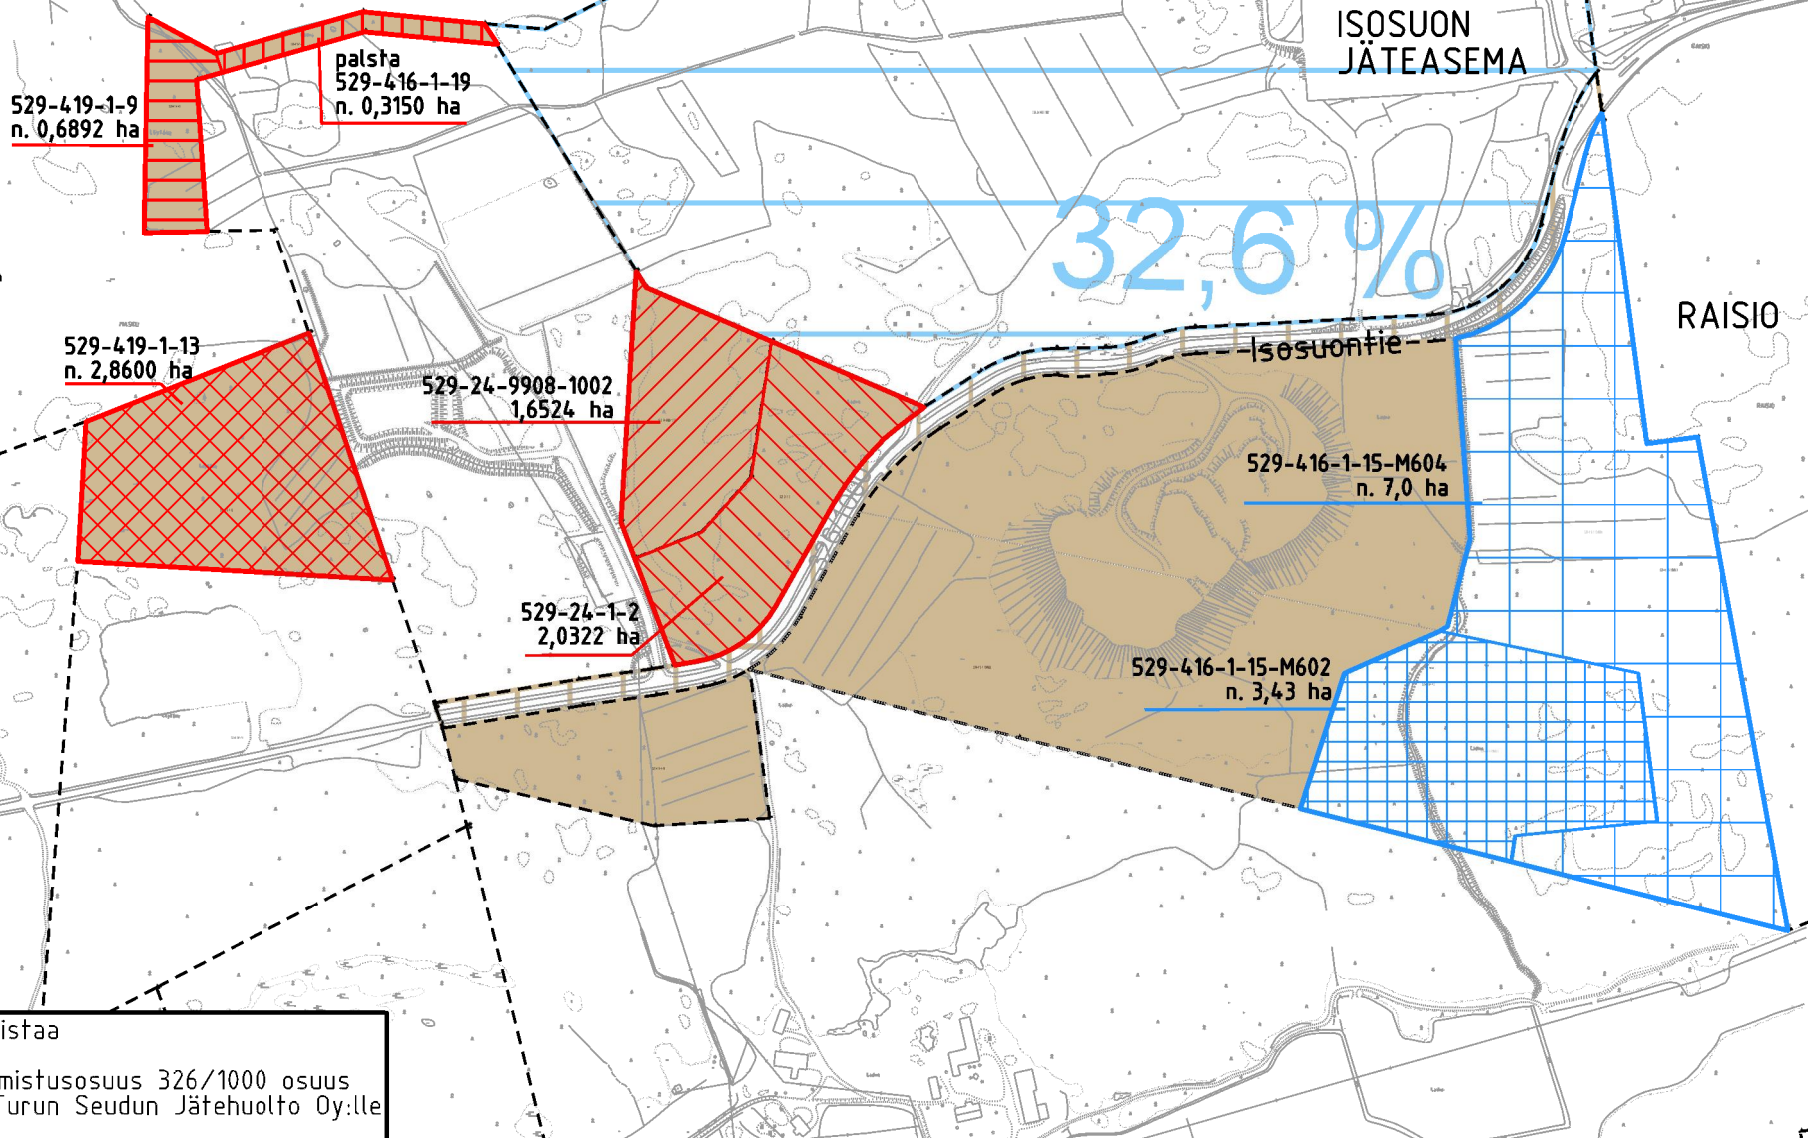 ISOSUON
JÄTEASEMA
palsta
529-416-1-19
n. 0,3150 ha
529-419-1-9
n. 0,6892 ha
32,6 %
RAISIO
Isosuontie
529-419-1-13
n. 2,8600 ha
529-24-9908-1002
1,6524 ha
529-416-1-15-M604
n. 7,0 ha
529-24-1-2
2,0322 ha
529-416-1-15-M602
n. 3,43 ha
istaa
mistusosuus 326/1000 osuus
Turun Seudun Jätehuolto Oy:lle